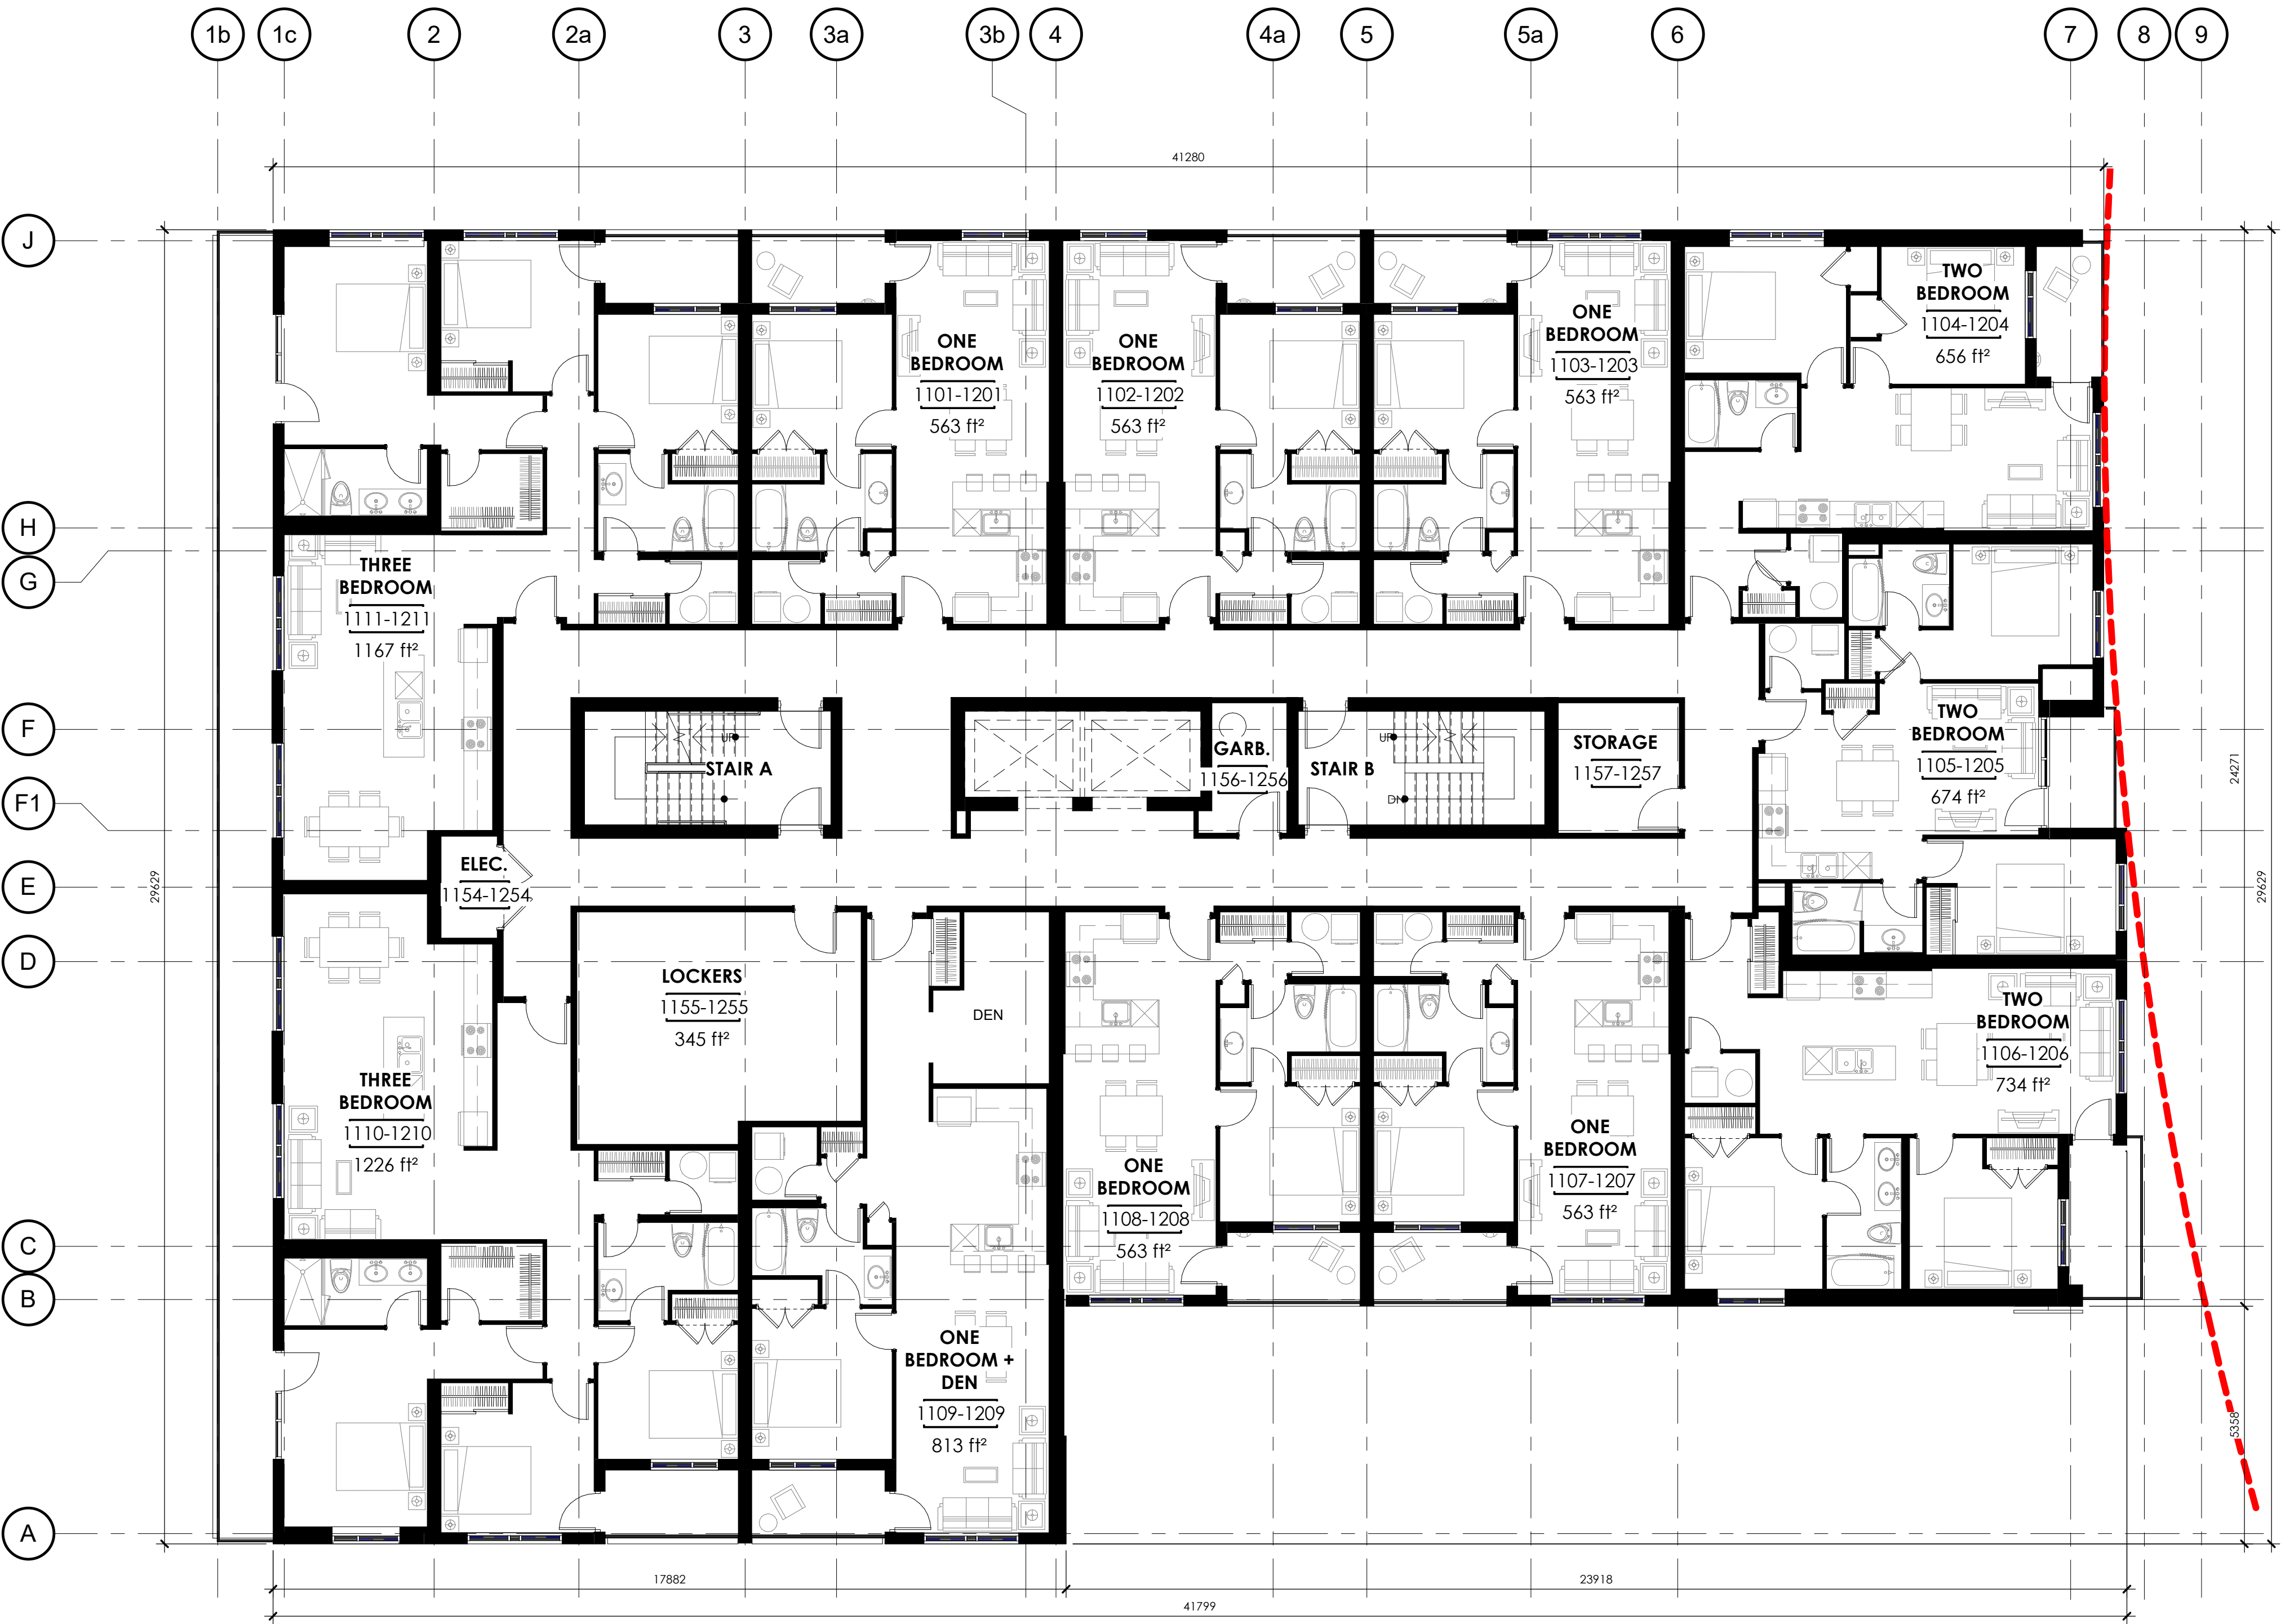 1b 1c 2 2a 3 3a 3b 4 4a 5 5a 6 7 8 9
41280
J
TWO
BEDROOM
1104-1204
656 ft²
ONE
BEDROOM
1103-1203
563 ft²
ONE
BEDROOM
1101-1201
563 ft²
ONE
BEDROOM
1102-1202
563 ft²
H
G
THREE
BEDROOM
1111-1211
1167 ft²
F
UP
STAIR A
GARB.
1156-1256
UP
STAIR B
DN
STORAGE
1157-1257
TWO
BEDROOM
1105-1205
674 ft²
24271
F1
E
29629
ELEC.
1154-1254
29629
D
LOCKERS
1155-1255
345 ft²
DEN
TWO
BEDROOM
1106-1206
734 ft²
THREE
BEDROOM
1110-1210
1226 ft²
ONE
BEDROOM
1108-1208
563 ft²
ONE
BEDROOM
1107-1207
563 ft²
C
B
ONE
BEDROOM +
DEN
1109-1209
813 ft²
5358
A
17882
23918
41799